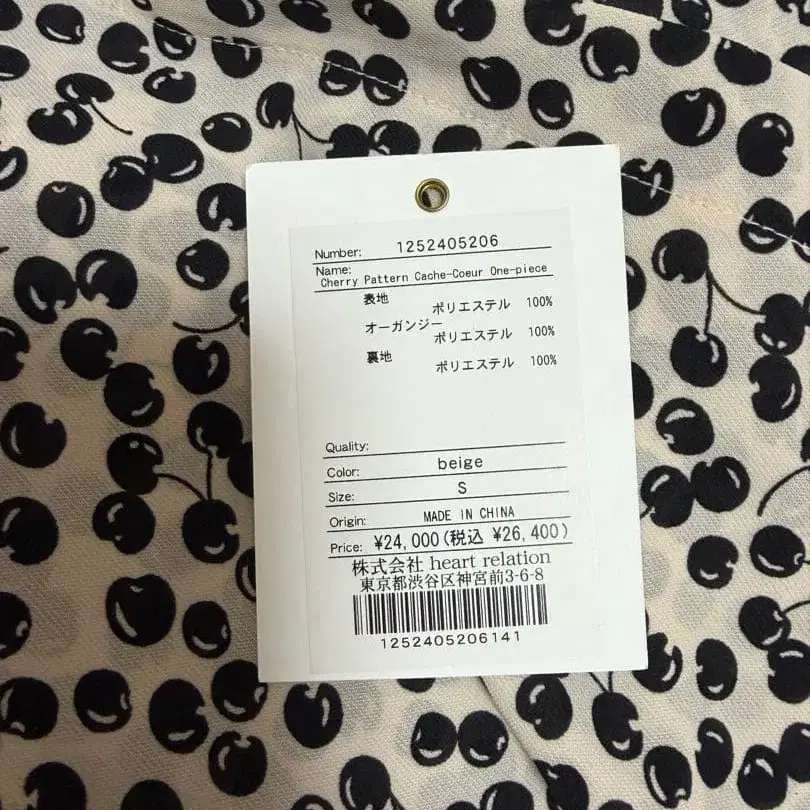 Number: 1252405206
Name:
Cherry Pattern Cache-Coeur One-piece
表地
ポリエステル 100%
オーガンジー
ポリエステル 100%
裏地
ポリエステル 100%
Quality:
Color: beige
Size: S
Origin: MADE IN CHINA
Price: ¥24,000(税込 ¥26,400)
株式会社 heart relation
東京都渋谷区神宮前3-6-8
1252405206141